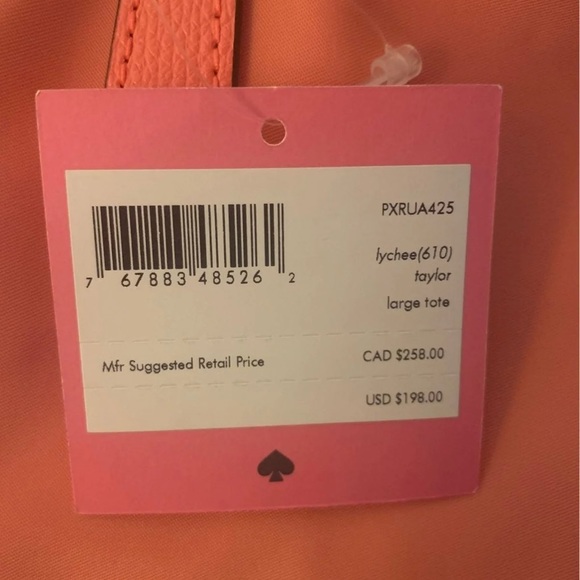 PXRUA425
7 67883 48526 2
lychee(610)
taylor
large tote
Mfr Suggested Retail Price CAD $258.00
USD $198.00